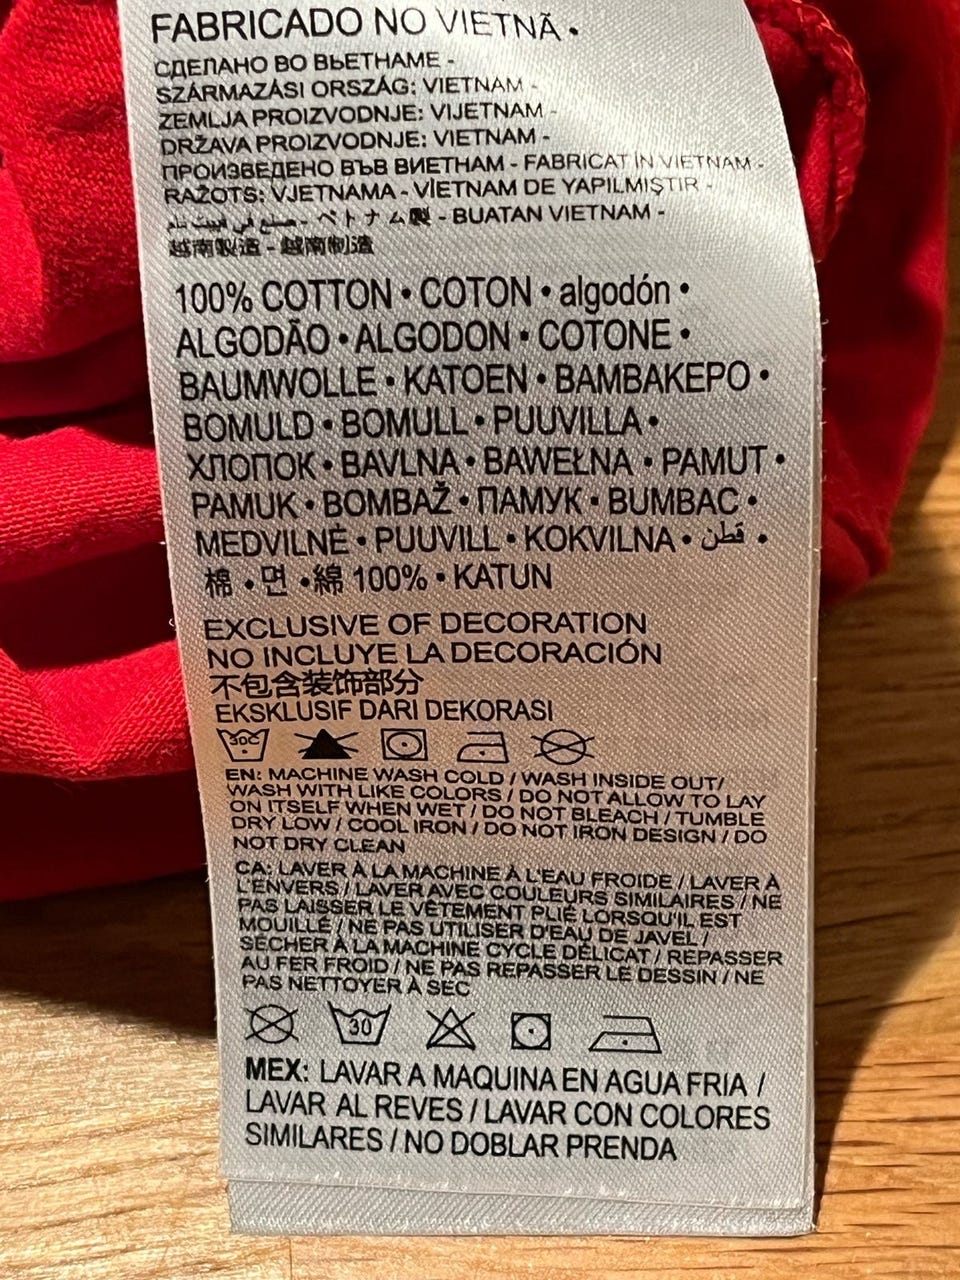 FABRICADO NO VIETNÃ •
СДЕЛАНО ВО ВЬЕТНАМЕ -
SZÁRMAZÁSI ORSZÁG: VIETNAM -
ZEMLJA PROIZVODNJE: VIJETNAM -
DRŽAVA PROIZVODNJE: VIETNAM -
ПРОИЗВЕДЕНО ВЪВ ВИЕТНАМ - FABRICAT IN VIETNAM -
RAŽOTS: VJETNAMA - VİETNAM DE YAPILMIŞTIR -
صنع في فييت نام - ベトナム製 - BUATAN VIETNAM -
越南製造 - 越南制造
100% COTTON • COTON • algodón •
ALGODÃO • ALGODON • COTONE •
BAUMWOLLE • KATOEN • ΒΑΜΒΑΚΕΡΟ •
BOMULD • BOMULL • PUUVILLA •
ХЛОПОК • BAVLNA • BAWEŁNA • PAMUT •
PAMUK • BOMBAŽ • ПАМУК • BUMBAC •
MEDVILNĖ • PUUVILL • KOKVILNA • قطن •
棉 • 면 • 綿 100% • KATUN
EXCLUSIVE OF DECORATION
NO INCLUYE LA DECORACIÓN
不包含装饰部分
EKSKLUSIF DARI DEKORASI
30C
EN: MACHINE WASH COLD / WASH INSIDE OUT/
WASH WITH LIKE COLORS / DO NOT ALLOW TO LAY
ON ITSELF WHEN WET / DO NOT BLEACH / TUMBLE
DRY LOW / COOL IRON / DO NOT IRON DESIGN / DO
NOT DRY CLEAN
CA: LAVER À LA MACHINE À L'EAU FROIDE / LAVER À
L'ENVERS / LAVER AVEC COULEURS SIMILAIRES / NE
PAS LAISSER LE VÊTEMENT PLIÉ LORSQU'IL EST
MOUILLÉ / NE PAS UTILISER D'EAU DE JAVEL /
SÉCHER À LA MACHINE CYCLE DÉLICAT / REPASSER
AU FER FROID / NE PAS REPASSER LE DESSIN / NE
PAS NETTOYER À SEC
30
MEX: LAVAR A MAQUINA EN AGUA FRIA /
LAVAR AL REVES / LAVAR CON COLORES
SIMILARES / NO DOBLAR PRENDA